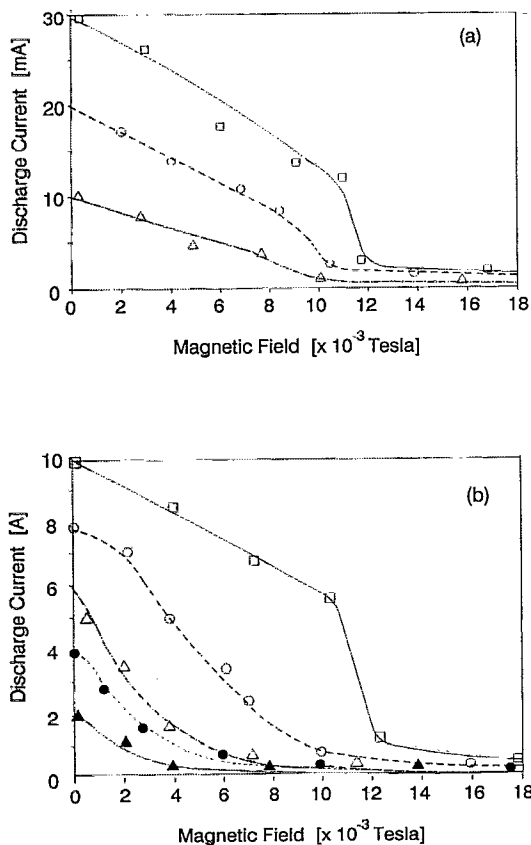 (a)
Discharge Current [mA]
30
20
10
0
0 2 4 6 8 10 12 14 16 18
Magnetic Field [x 10⁻³ Tesla]
(b)
Discharge Current [A]
10
8
6
4
2
0
0 2 4 6 8 10 12 14 16 18
Magnetic Field [x 10⁻³ Tesla]